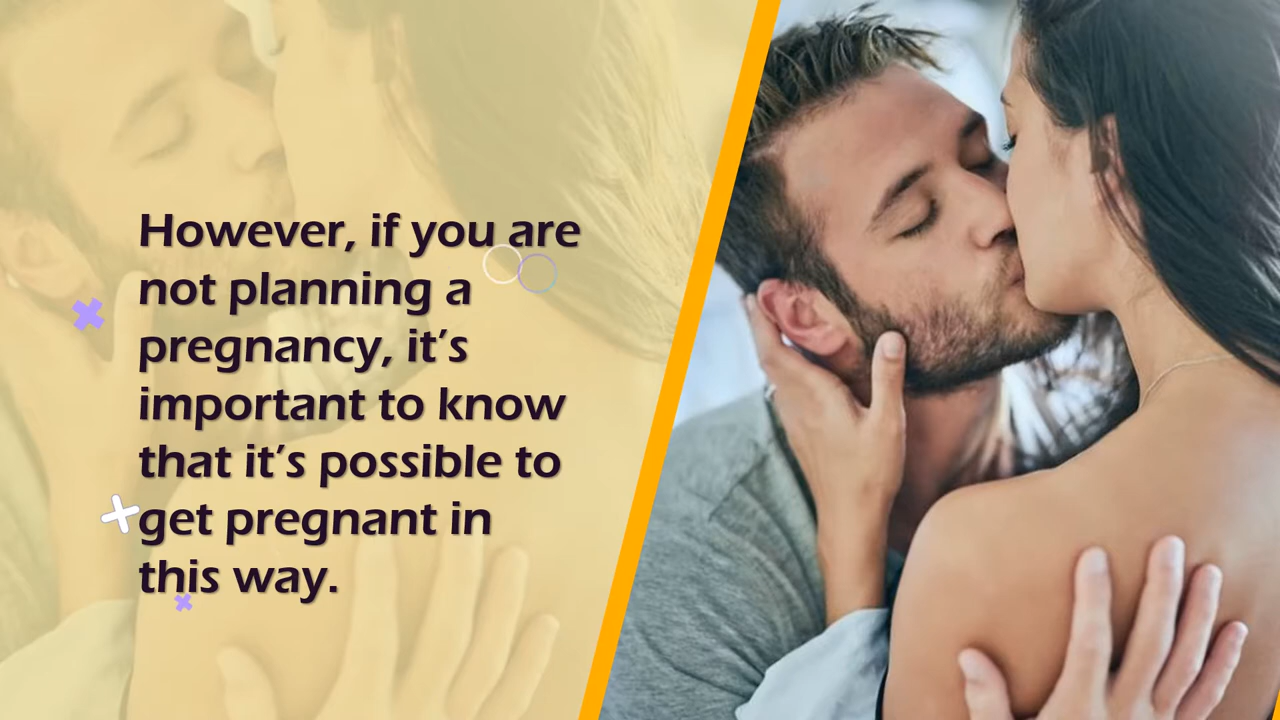 However, if you are
not planning a
pregnancy, it’s
important to know
that it’s possible to
get pregnant in
this way.